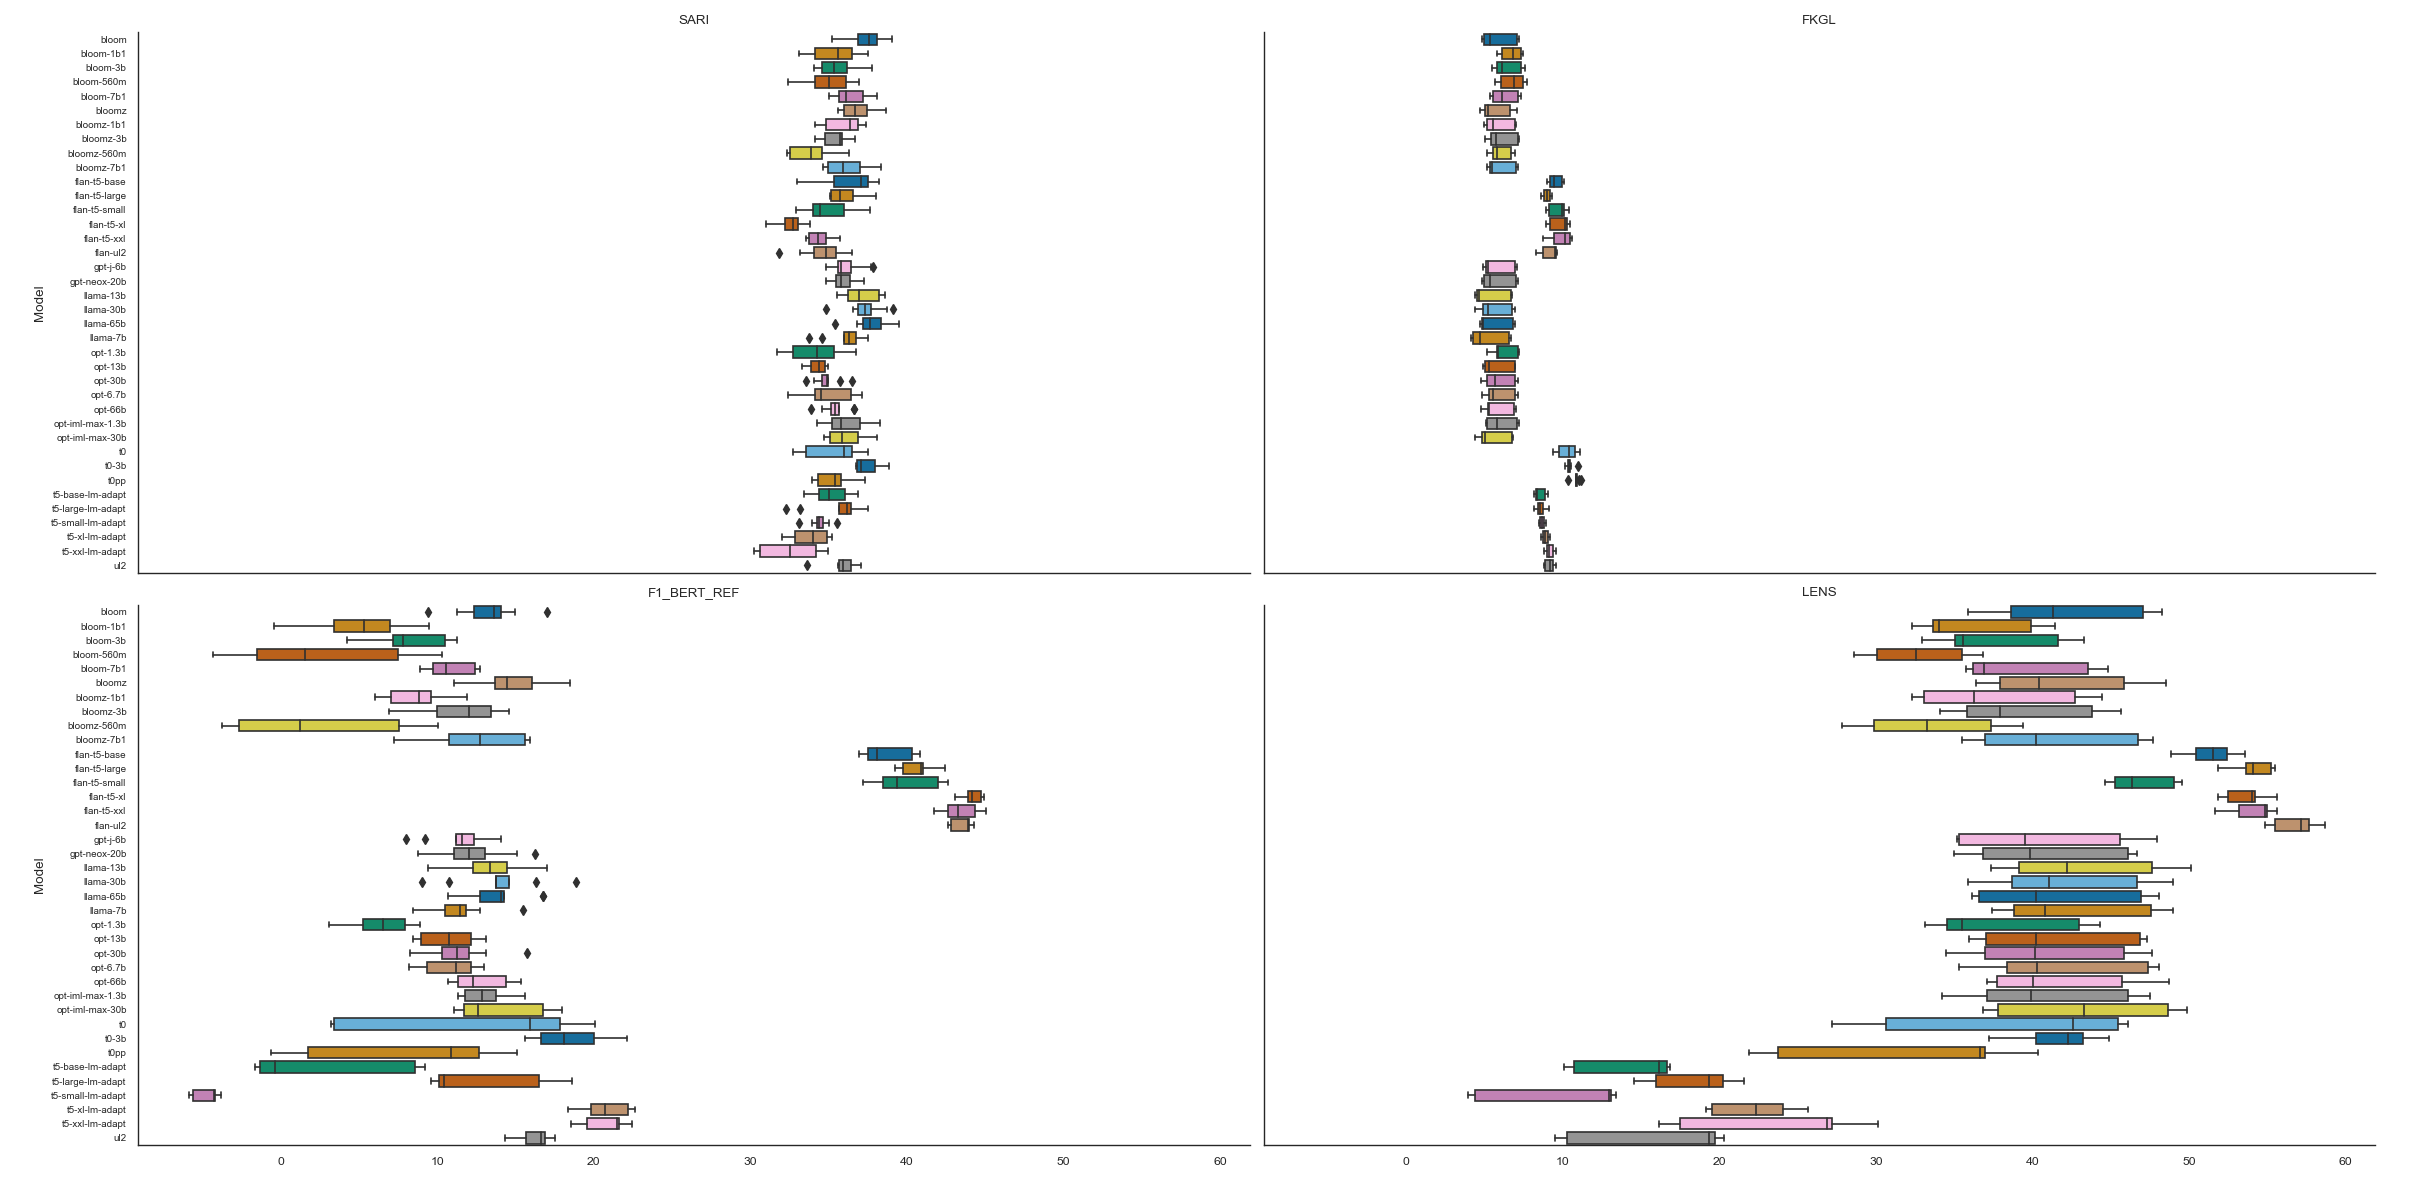 SARI
FKGL
bloom
bloom-1b1
bloom-3b
bloom-560m
bloom-7b1
bloomz
bloomz-1b1
bloomz-3b
bloomz-560m
bloomz-7b1
flan-t5-base
flan-t5-large
flan-t5-small
flan-t5-xl
flan-t5-xxl
flan-ul2
gpt-j-6b
gpt-neox-20b
llama-13b
llama-30b
llama-65b
llama-7b
opt-1.3b
opt-13b
opt-30b
opt-6.7b
opt-66b
opt-iml-max-1.3b
opt-iml-max-30b
t0
t0-3b
t0pp
t5-base-lm-adapt
t5-large-lm-adapt
t5-small-lm-adapt
t5-xl-lm-adapt
t5-xxl-lm-adapt
ul2
Model
F1_BERT_REF
LENS
bloom
bloom-1b1
bloom-3b
bloom-560m
bloom-7b1
bloomz
bloomz-1b1
bloomz-3b
bloomz-560m
bloomz-7b1
flan-t5-base
flan-t5-large
flan-t5-small
flan-t5-xl
flan-t5-xxl
flan-ul2
gpt-j-6b
gpt-neox-20b
llama-13b
llama-30b
llama-65b
llama-7b
opt-1.3b
opt-13b
opt-30b
opt-6.7b
opt-66b
opt-iml-max-1.3b
opt-iml-max-30b
t0
t0-3b
t0pp
t5-base-lm-adapt
t5-large-lm-adapt
t5-small-lm-adapt
t5-xl-lm-adapt
t5-xxl-lm-adapt
ul2
Model
0 10 20 30 40 50 60
0 10 20 30 40 50 60